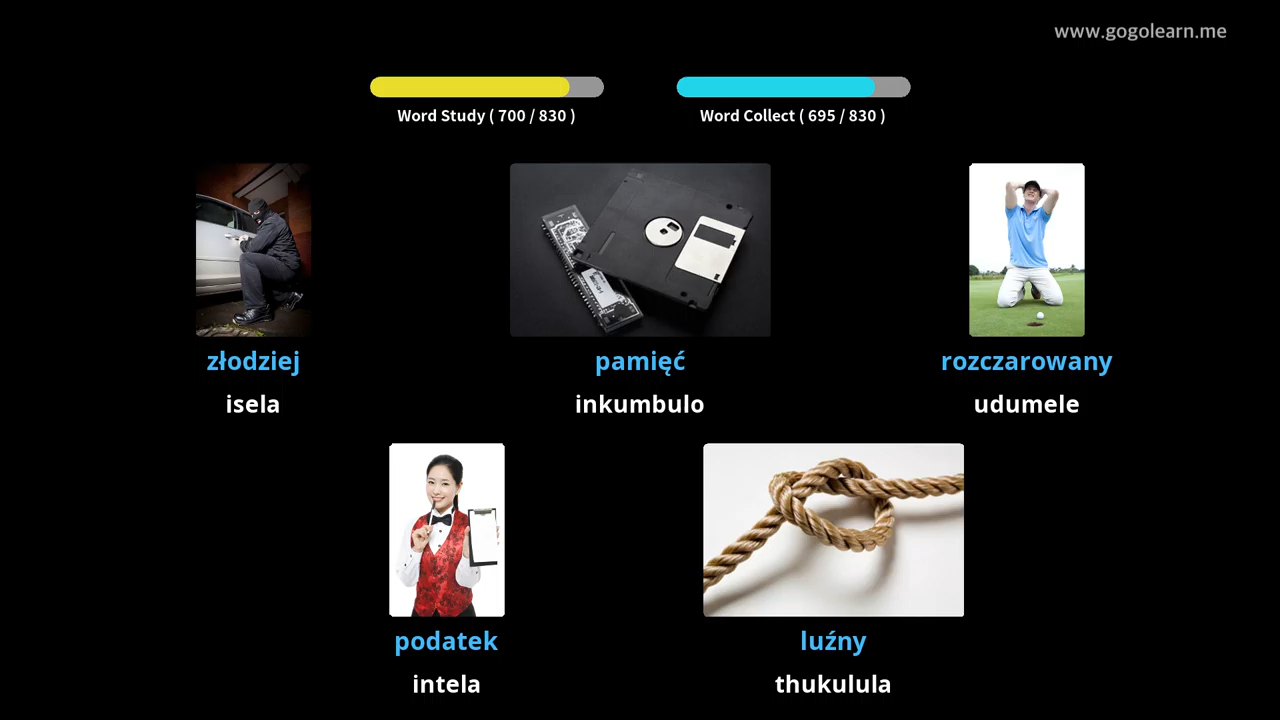 www.gogolearn.me
Word Study ( 700 / 830 )
Word Collect ( 695 / 830 )
złodziej
isela
pamięć
inkumbulo
rozczarowany
udumele
podatek
intela
luźny
thukulula